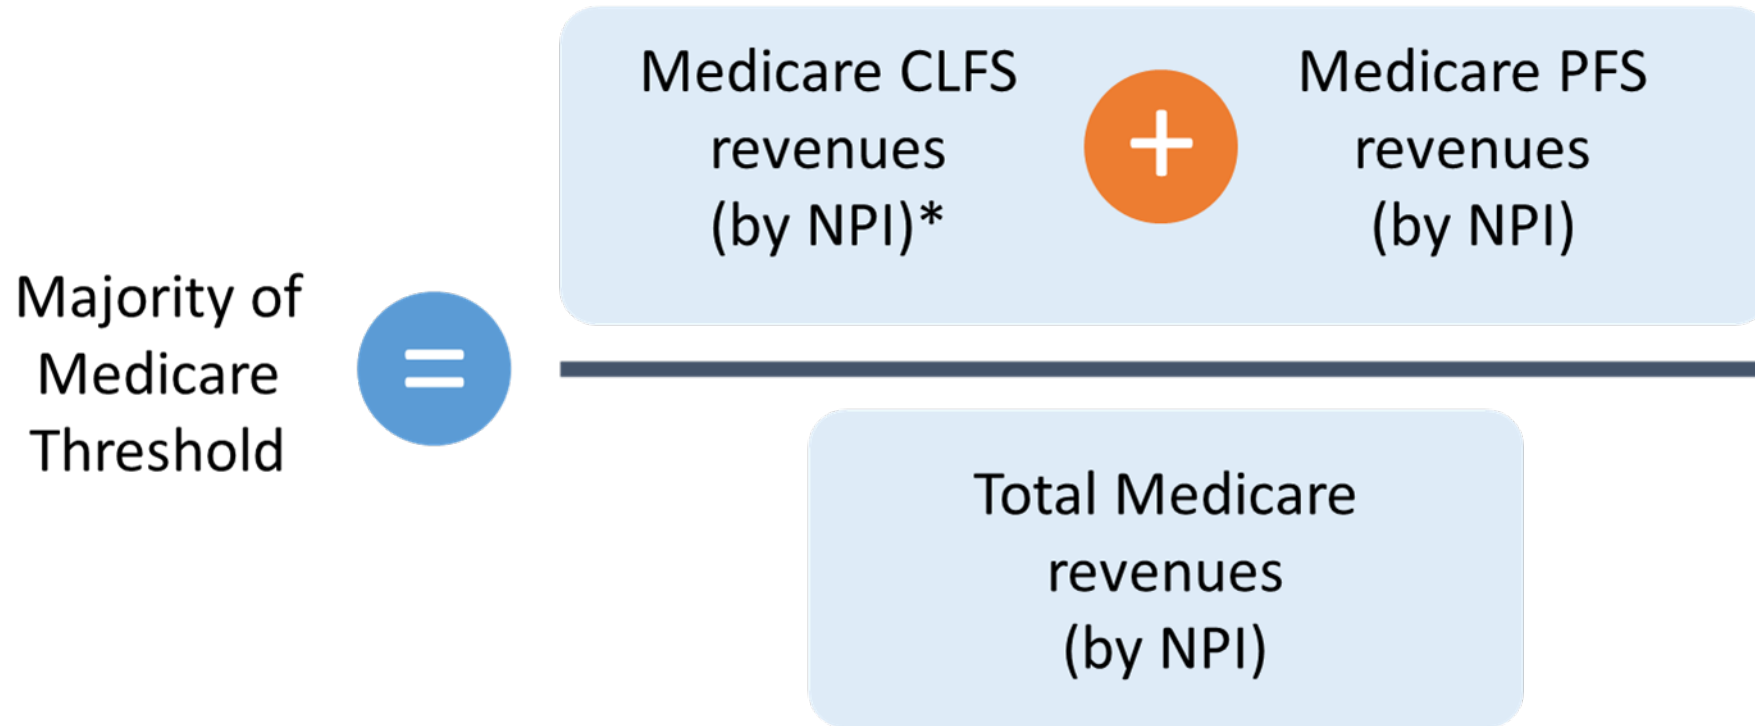 Majority of
Medicare
Threshold
=
Medicare CLFS
revenues
(by NPI)*
+
Medicare PFS
revenues
(by NPI)
Total Medicare
revenues
(by NPI)